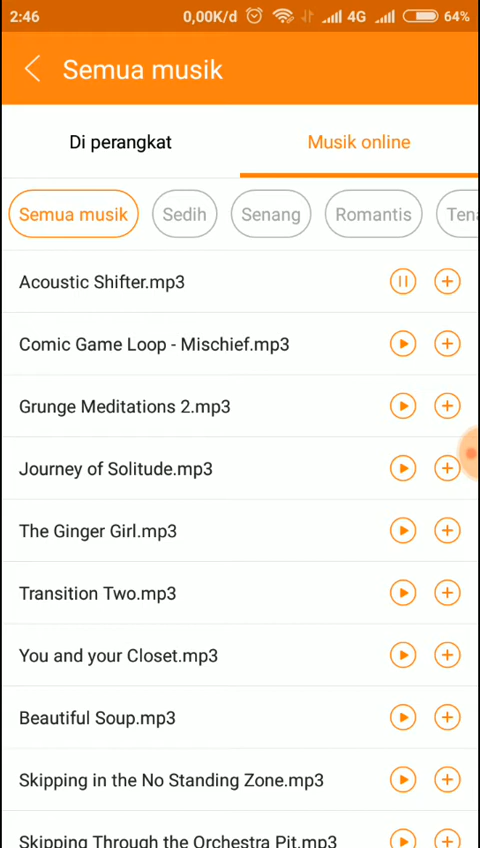 2:46 0,00K/d 4G 64%
Semua musik
Di perangkat Musik online
Semua musik Sedih Senang Romantis Tena
Acoustic Shifter.mp3
Comic Game Loop - Mischief.mp3
Grunge Meditations 2.mp3
Journey of Solitude.mp3
The Ginger Girl.mp3
Transition Two.mp3
You and your Closet.mp3
Beautiful Soup.mp3
Skipping in the No Standing Zone.mp3
Skipping Through the Orchestra Pit.mp3